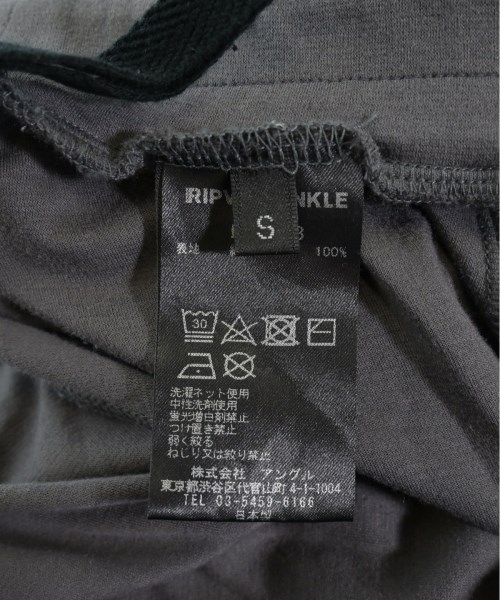 RIPV NKLE
S
表地 100%
30
洗濯ネット使用
中性洗剤使用
蛍光増白剤禁止
つけ置き禁止
弱く絞る
ねじり又は絞り禁止
株式会社 アングル
東京都渋谷区代官山町4-1-1004
TEL 03-5459-6166
日本製